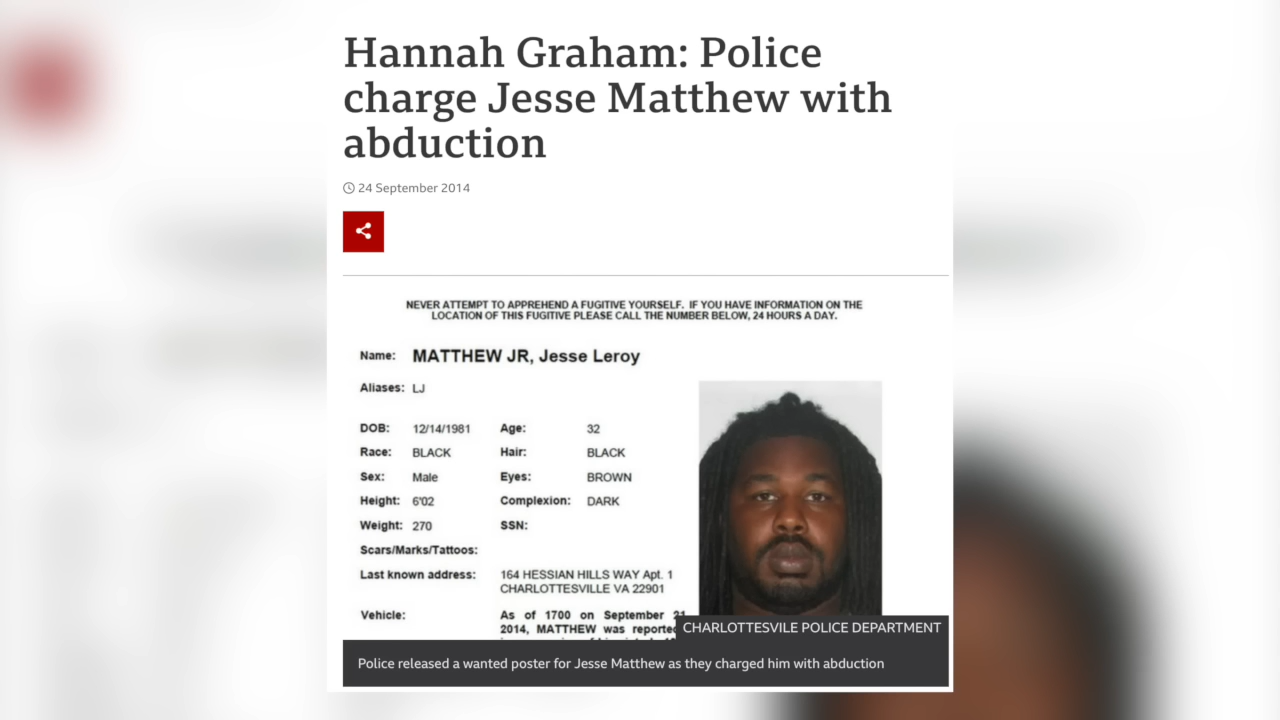 Hannah Graham: Police
charge Jesse Matthew with
abduction
24 September 2014
NEVER ATTEMPT TO APPREHEND A FUGITIVE YOURSELF. IF YOU HAVE INFORMATION ON THE
LOCATION OF THIS FUGITIVE PLEASE CALL THE NUMBER BELOW, 24 HOURS A DAY.
Name: MATTHEW JR, Jesse Leroy
Aliases: LJ
DOB: 12/14/1981 Age: 32
Race: BLACK Hair: BLACK
Sex: Male Eyes: BROWN
Height: 6'02 Complexion: DARK
Weight: 270 SSN:
Scars/Marks/Tattoos:
Last known address: 164 HESSIAN HILLS WAY Apt. 1
CHARLOTTESVILLE VA 22901
Vehicle: As of 1700 on September 21
2014, MATTHEW was reported
CHARLOTTESVILE POLICE DEPARTMENT
Police released a wanted poster for Jesse Matthew as they charged him with abduction